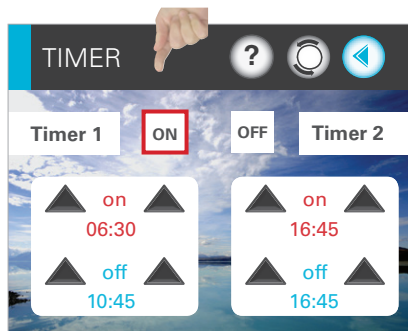 TIMER ?
Timer 1 ON OFF Timer 2
on on
06:30 16:45
off off
10:45 16:45